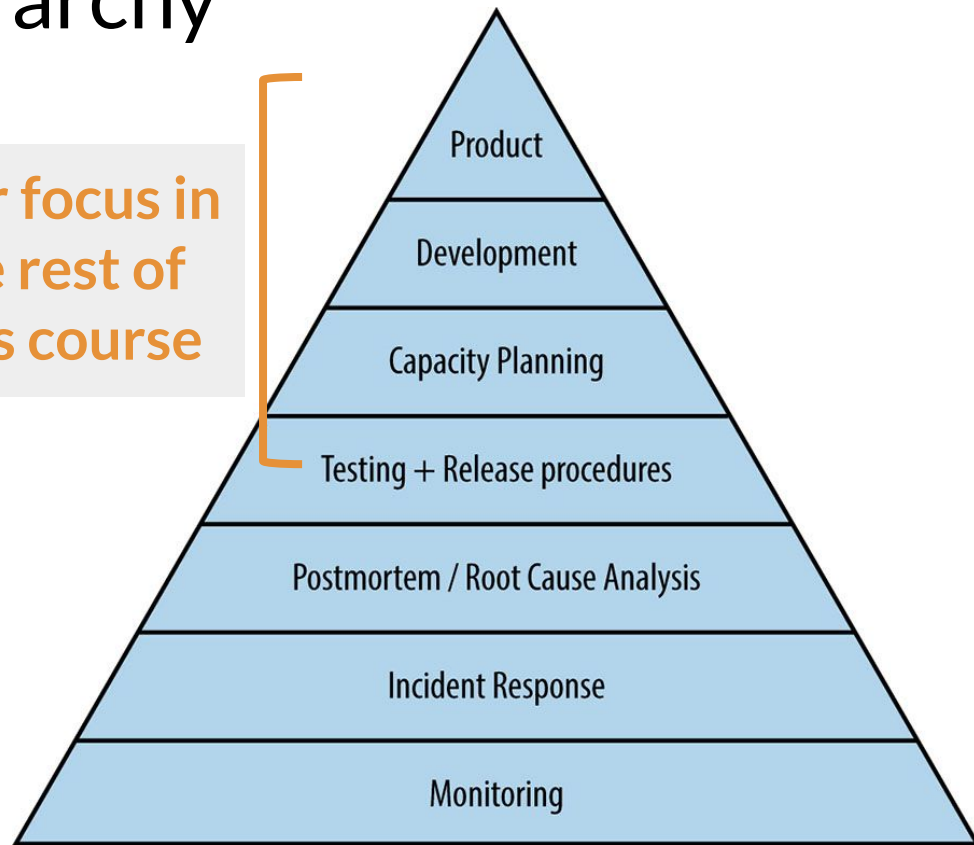 archy
r focus in
e rest of
s course
Product
Development
Capacity Planning
Testing + Release procedures
Postmortem / Root Cause Analysis
Incident Response
Monitoring